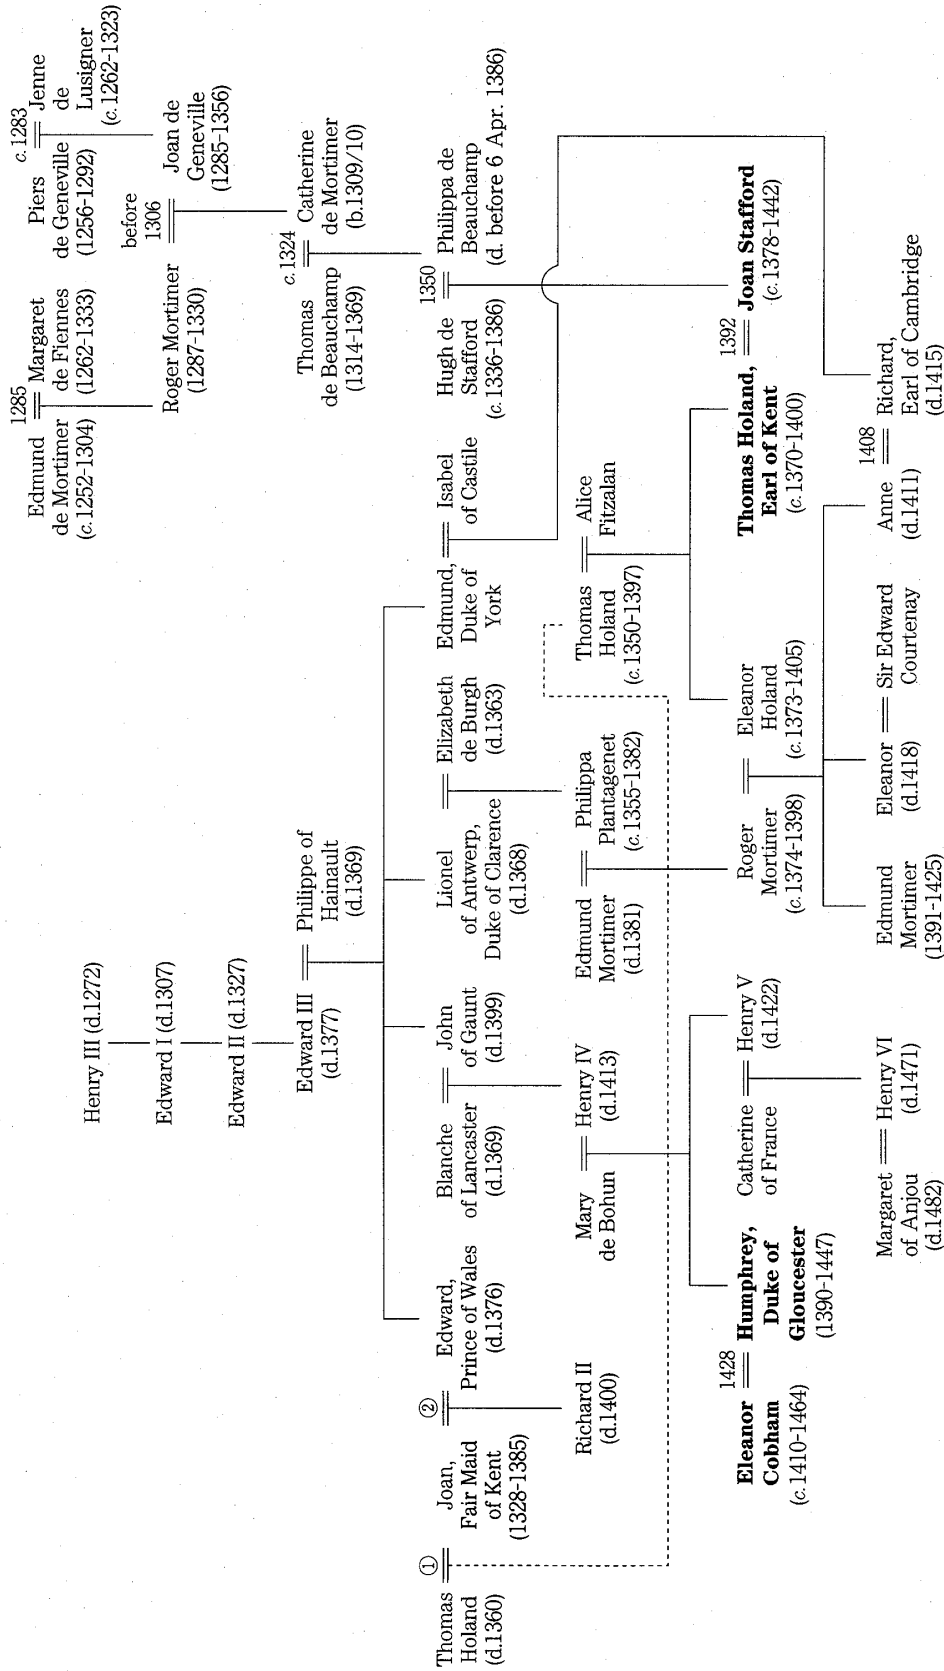 Henry III (d.1272)
Edward I (d.1307)
Edward II (d.1327)
Edward III
(d.1377)
Philippe of
Hainault
(d.1369)
Edmund
de Mortimer
(c.1252-1304)
1285
Margaret
de Fiennes
(1262-1333)
Piers
de Geneville
(1256-1292)
c.1283
Jenne
de
Lusigner
(c.1262-1323)
Roger Mortimer
(1287-1330)
before
1306
Joan de
Geneville
(1285-1356)
Thomas
de Beauchamp
(1314-1369)
c.1324
Catherine
de Mortimer
(b.1309/10)
Thomas
Holand
(d.1360)
①
Joan,
Fair Maid
of Kent
(1328-1385)
②
Edward,
Prince of Wales
(d.1376)
Blanche
of Lancaster
(d.1369)
John
of Gaunt
(d.1399)
Lionel
of Antwerp,
Duke of Clarence
(d.1368)
Elizabeth
de Burgh
(d.1363)
Edmund,
Duke of
York
Isabel
of Castile
Hugh de
Stafford
(c.1336-1386)
1350
Philippa de
Beauchamp
(d. before 6 Apr. 1386)
Richard II
(d.1400)
Mary
de Bohun
Henry IV
(d.1413)
Edmund
Mortimer
(d.1381)
Philippa
Plantagenet
(c.1355-1382)
Thomas
Holand
(c.1350-1397)
Alice
Fitzalan
Eleanor
Cobham
(c.1410-1464)
1428
Humphrey,
Duke of
Gloucester
(1390-1447)
Catherine
of France
Henry V
(d.1422)
Roger
Mortimer
(c.1374-1398)
Eleanor
Holand
(c.1373-1405)
Thomas Holand,
Earl of Kent
(c.1370-1400)
1392
Joan Stafford
(c.1378-1442)
Margaret
of Anjou
(d.1482)
Henry VI
(d.1471)
Edmund
Mortimer
(1391-1425)
Eleanor
(d.1418)
Sir Edward
Courtenay
Anne
(d.1411)
1408
Richard,
Earl of Cambridge
(d.1415)